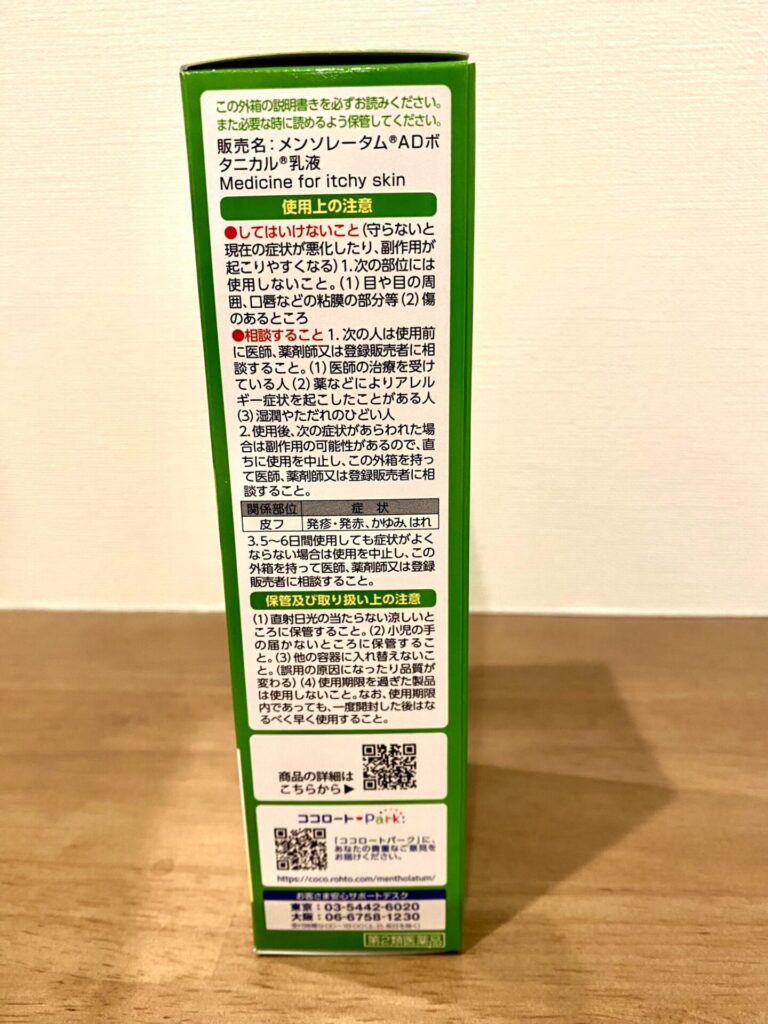 この外箱の説明書きを必ずお読みください。
また必要な時に読めるよう保管してください。
販売名：メンソレータム®ADボ
タニカル®乳液
Medicine for itchy skin
使用上の注意
●してはいけないこと（守らないと
現在の症状が悪化したり、副作用が
起こりやすくなる）1.次の部位には
使用しないこと。（1）目や目の周
囲、口唇などの粘膜の部分等（2）傷
のあるところ
●相談すること 1.次の人は使用前
に医師、薬剤師又は登録販売者に相
談すること。（1）医師の治療を受け
ている人（2）薬などによりアレル
ギー症状を起こしたことがある人
（3）湿潤やただれのひどい人
2.使用後、次の症状があらわれた場
合は副作用の可能性があるので、直
ちに使用を中止し、この外箱を持っ
て医師、薬剤師又は登録販売者に相
談すること。
関係部位 症 状
皮フ 発疹・発赤、かゆみ、はれ
3.5～6日間使用しても症状がよく
ならない場合は使用を中止し、この
外箱を持って医師、薬剤師又は登録
販売者に相談すること。
保管及び取り扱い上の注意
（1）直射日光の当たらない涼しいと
ころに保管すること。（2）小児の手
の届かないところに保管するこ
と。（3）他の容器に入れ替えないこ
と。（誤用の原因になったり品質が
変わる）（4）使用期限を過ぎた製品
は使用しないこと。なお、使用期限
内であっても、一度開封した後はな
るべく早く使用すること。
商品の詳細は
こちらから▶
ココロート♥Park:
「ココロートパーク」に、
あなたの貴重なご意見を
お届けください。
https://coco.rohto.com/mentholatum/
お客さま安心サポートデスク
東京：03-5442-6020
大阪：06-6758-1230
受付時間9:00～18:00（土、日、祝日を除く）
第2類医薬品